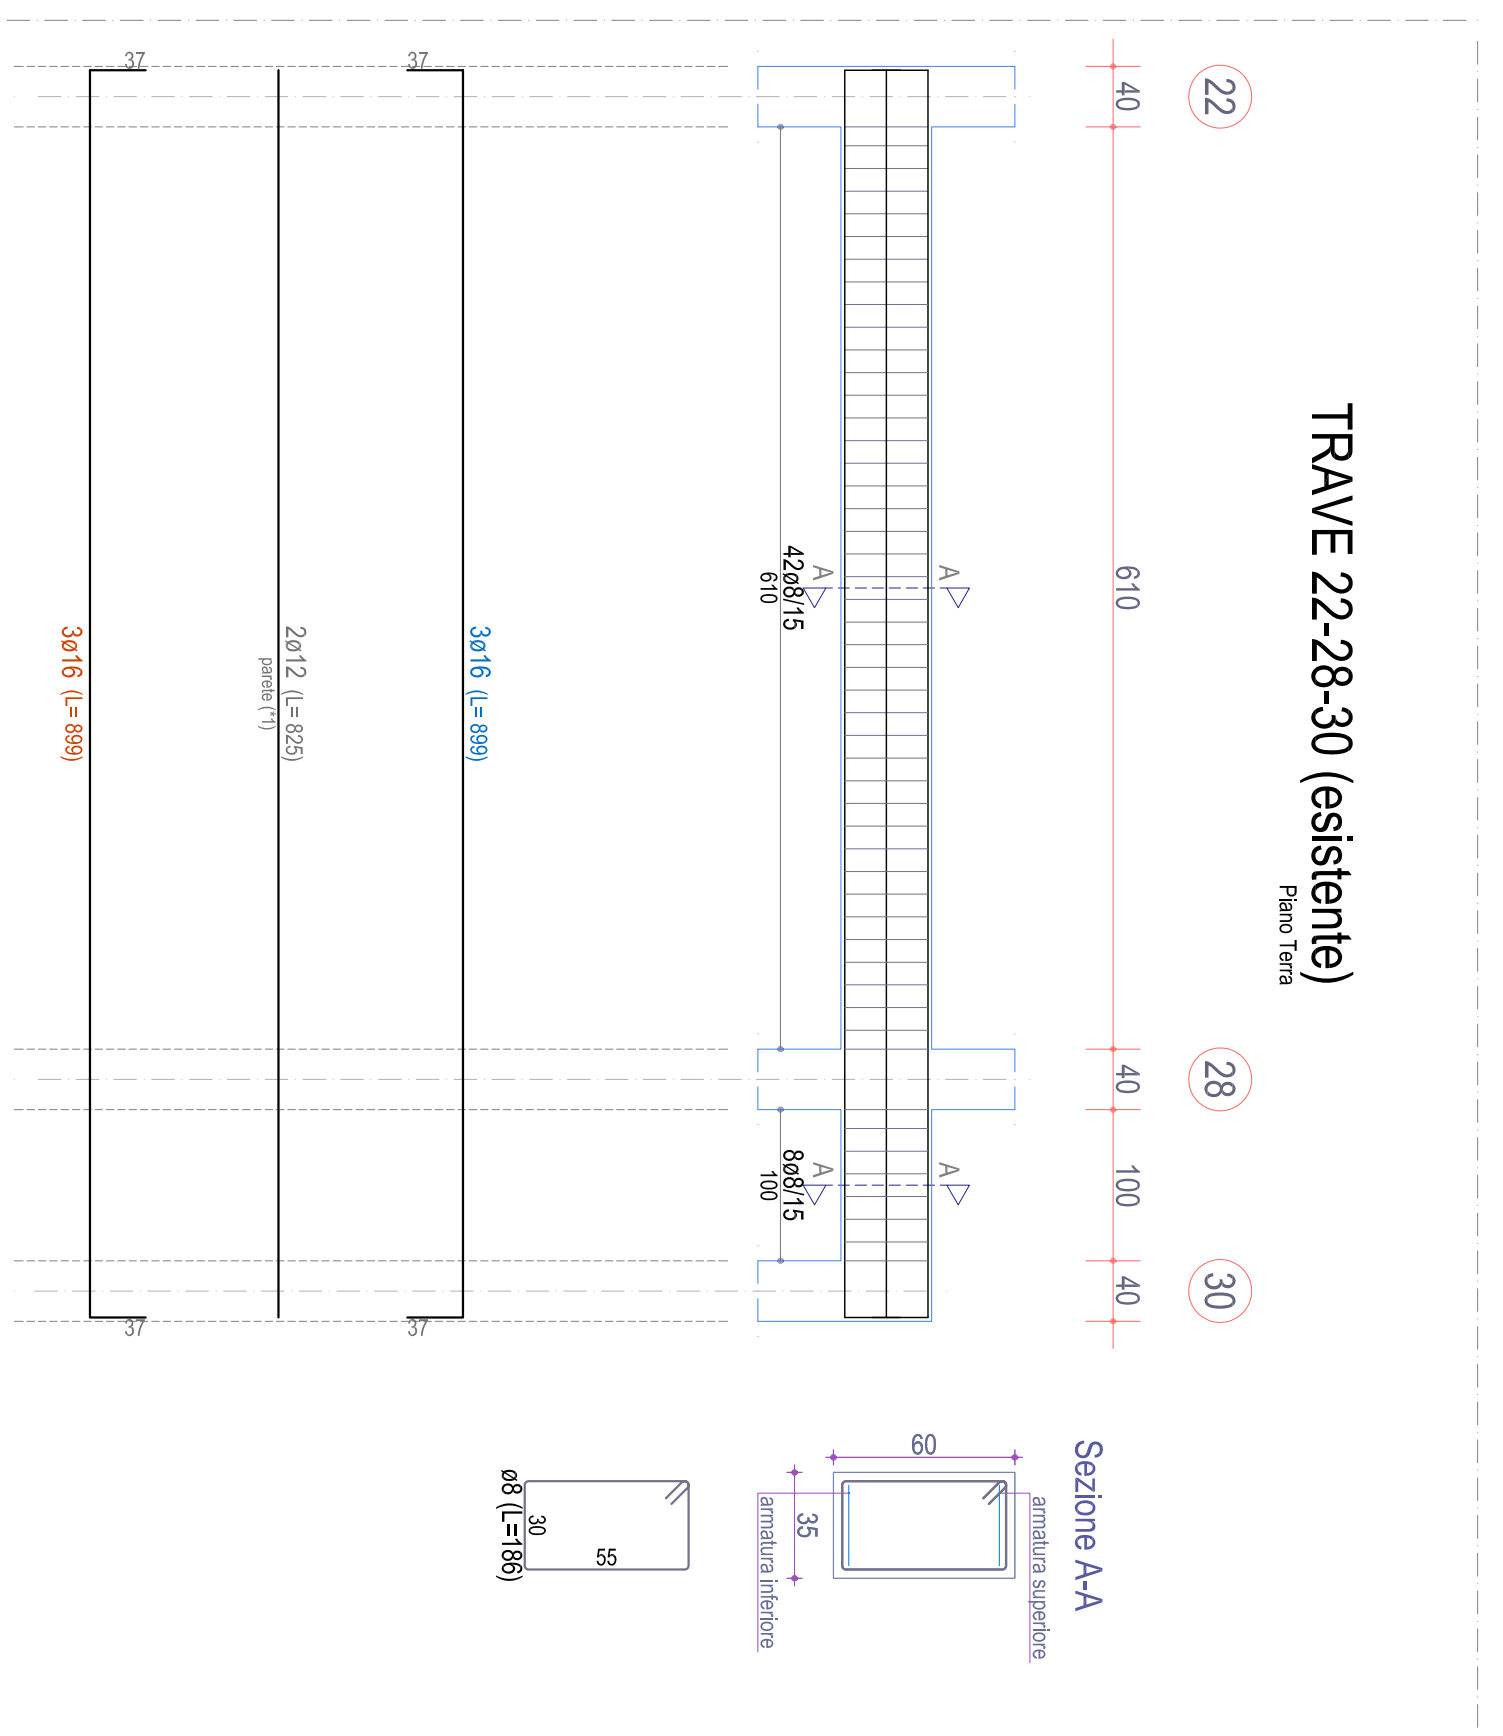 TRAVE 22-28-30 (esistente)
Piano Terra
22
28
30
40
610
40
100
40
A
A
A
A
42ø8/15
610
8ø8/15
100
37
37
3ø16 (L= 899)
2ø12 (L= 825)
parete (*1)
3ø16 (L= 899)
37
37
Sezione A-A
armatura superiore
60
35
armatura inferiore
55
30
ø8 (L=186)